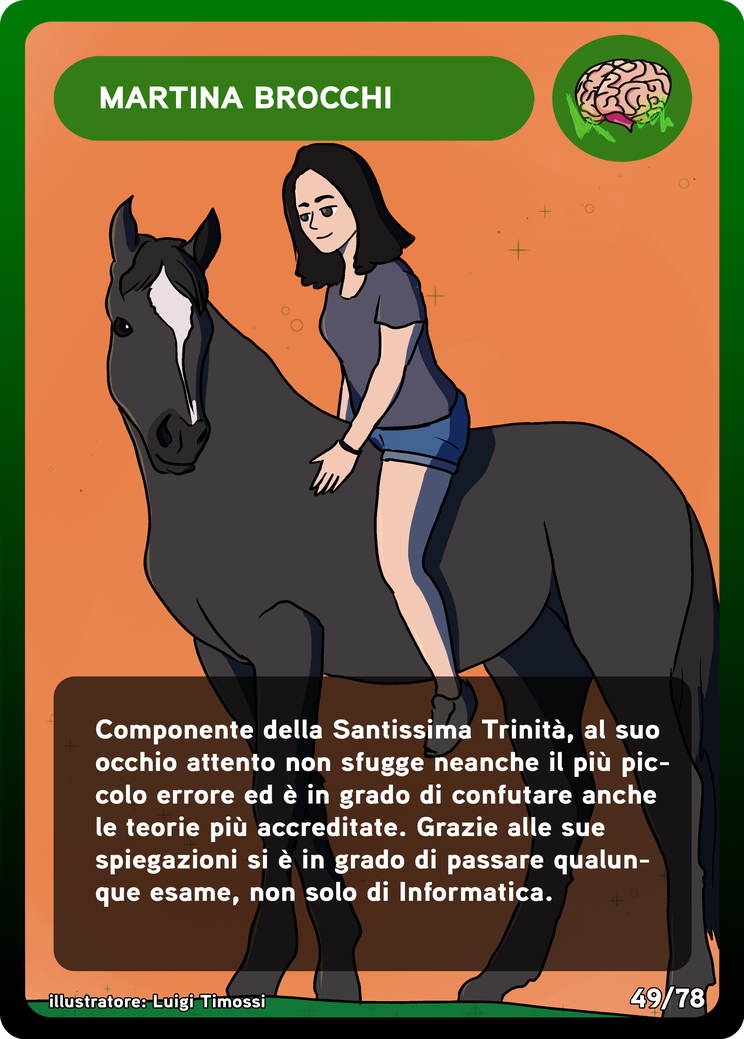 MARTINA BROCCHI
Componente della Santissima Trinità, al suo
occhio attento non sfugge neanche il più pic-
colo errore ed è in grado di confutare anche
le teorie più accreditate. Grazie alle sue
spiegazioni si è in grado di passare qualun-
que esame, non solo di Informatica.
illustratore: Luigi Timossi
49/78